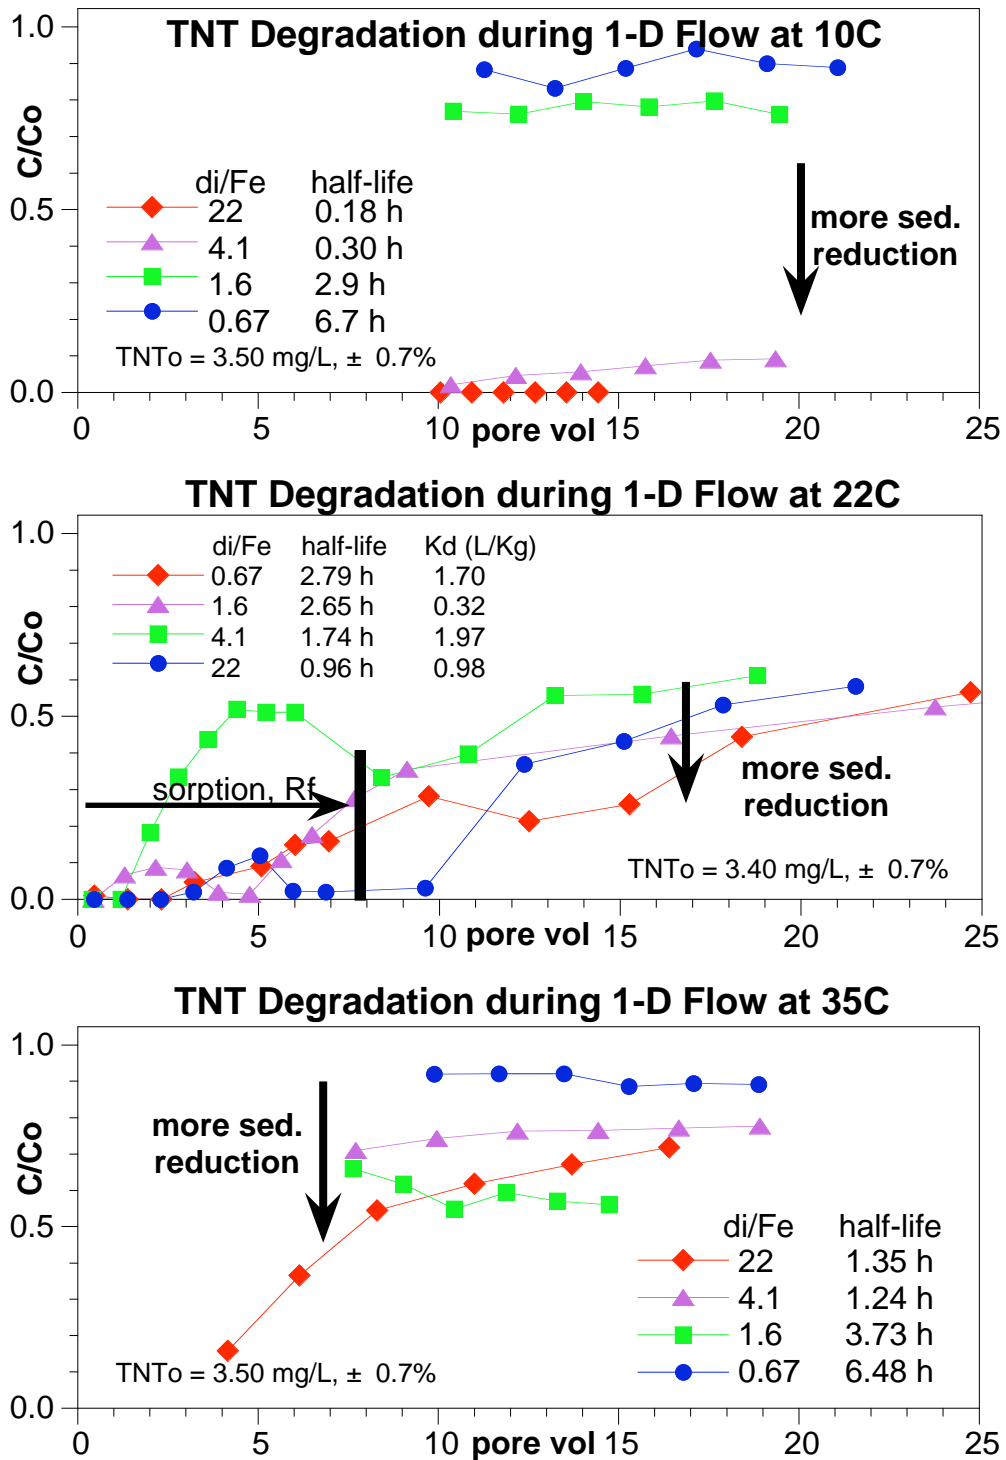 TNT Degradation during 1-D Flow at 10C
1.0
0.5
0.0
C/Co
di/Fe half-life
22 0.18 h
4.1 0.30 h
1.6 2.9 h
0.67 6.7 h
TNTo = 3.50 mg/L, ± 0.7%
more sed.
reduction
0 5 10 15 20 25
pore vol
TNT Degradation during 1-D Flow at 22C
1.0
0.5
0.0
C/Co
di/Fe half-life Kd (L/Kg)
0.67 2.79 h 1.70
1.6 2.65 h 0.32
4.1 1.74 h 1.97
22 0.96 h 0.98
sorption, Rf
more sed.
reduction
TNTo = 3.40 mg/L, ± 0.7%
0 5 10 15 20 25
pore vol
TNT Degradation during 1-D Flow at 35C
1.0
0.5
0.0
C/Co
more sed.
reduction
di/Fe half-life
22 1.35 h
4.1 1.24 h
1.6 3.73 h
0.67 6.48 h
TNTo = 3.50 mg/L, ± 0.7%
0 5 10 15 20 25
pore vol